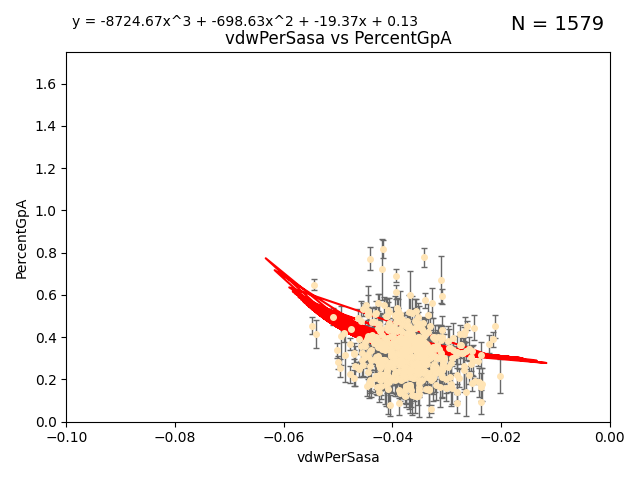 y = -8724.67x^3 + -698.63x^2 + -19.37x + 0.13
N = 1579
vdwPerSasa vs PercentGpA
PercentGpA
1.6
1.4
1.2
1.0
0.8
0.6
0.4
0.2
0.0
−0.10 −0.08 −0.06 −0.04 −0.02 0.00
vdwPerSasa